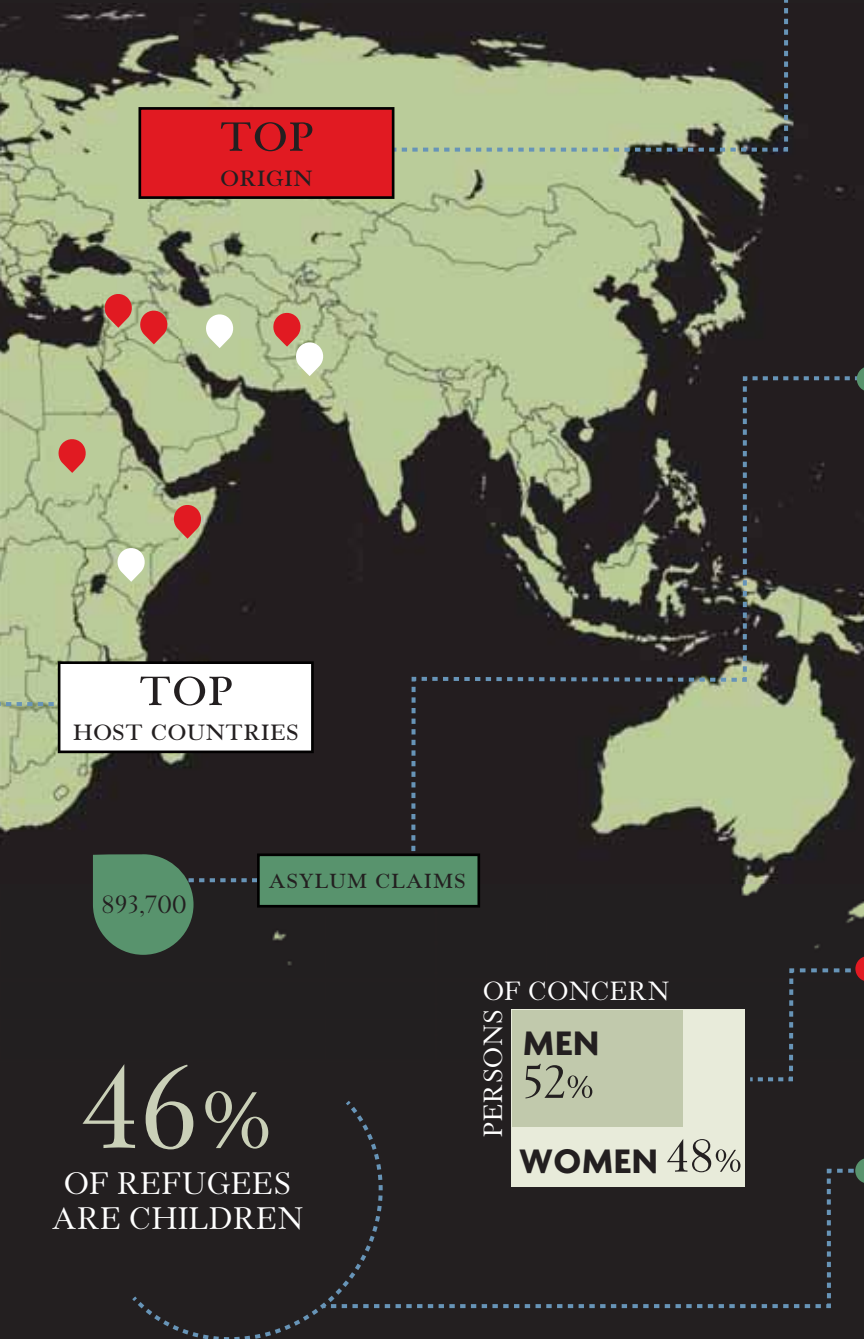 TOP
ORIGIN
TOP
HOST COUNTRIES
ASYLUM CLAIMS
893,700
OF CONCERN
PERSONS
MEN
52%
WOMEN 48%
46%
OF REFUGEES
ARE CHILDREN